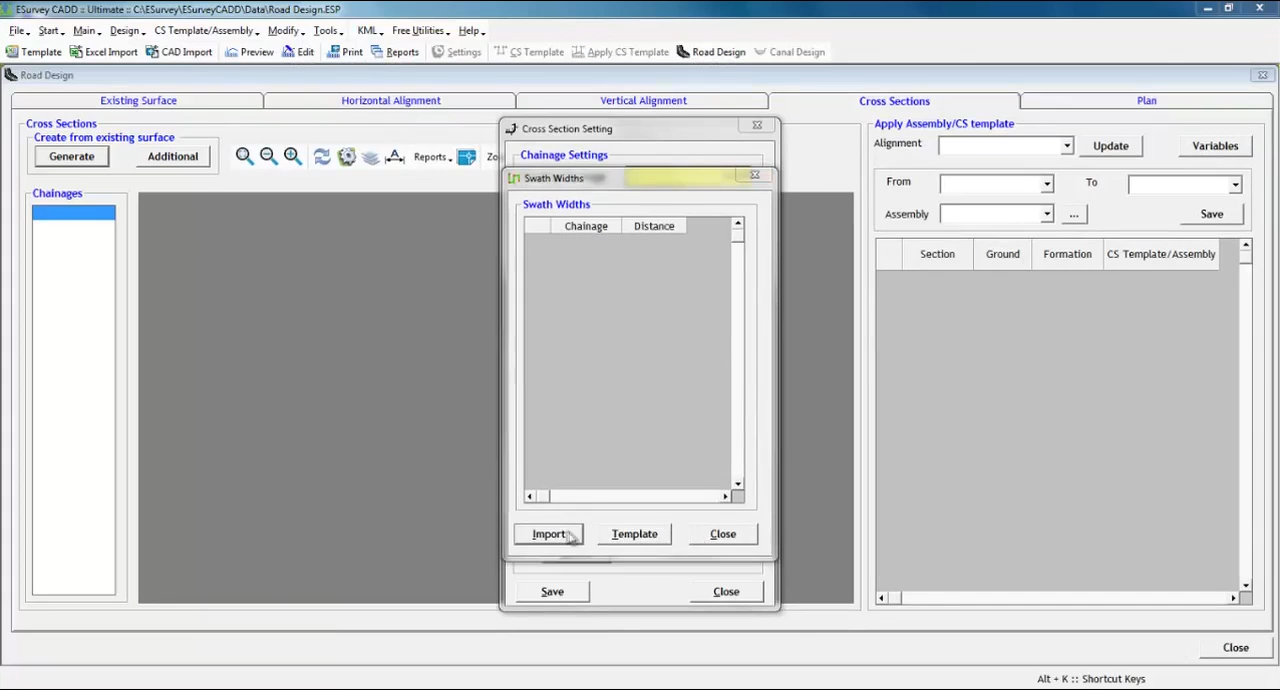 ESurvey CADD :: Ultimate :: C:\ESurvey\ESurveyCADD\Data\Road Design.ESP
File Start Main Design CS Template/Assembly Modify Tools KML Free Utilities Help
Template Excel Import CAD Import Preview Edit Print Reports Settings CS Template Apply CS Template Road Design Canal Design
Road Design
Existing Surface Horizontal Alignment Vertical Alignment Cross Sections Plan
Cross Sections
Create from existing surface
Generate Additional
Reports
Chainages
Cross Section Setting
Chainage Settings
Swath Widths
Swath Widths
Chainage Distance
Import Template Close
Save Close
Apply Assembly/CS template
Alignment Update Variables
From To
Assembly ... Save
Section Ground Formation CS Template/Assembly
Close
Alt + K :: Shortcut Keys